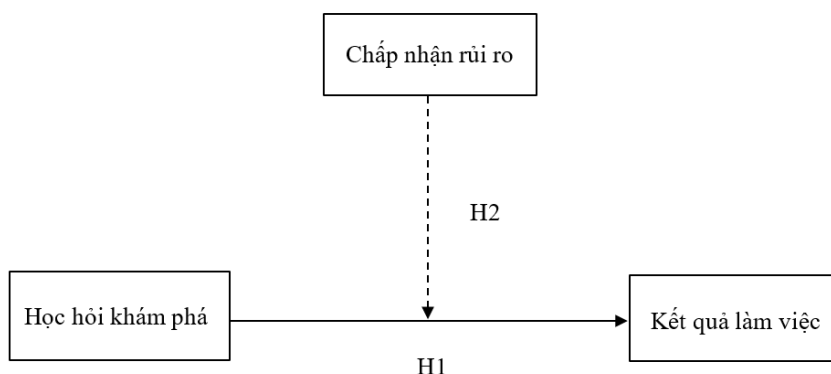 Chấp nhận rủi ro
H2
Học hỏi khám phá
Kết quả làm việc
H1